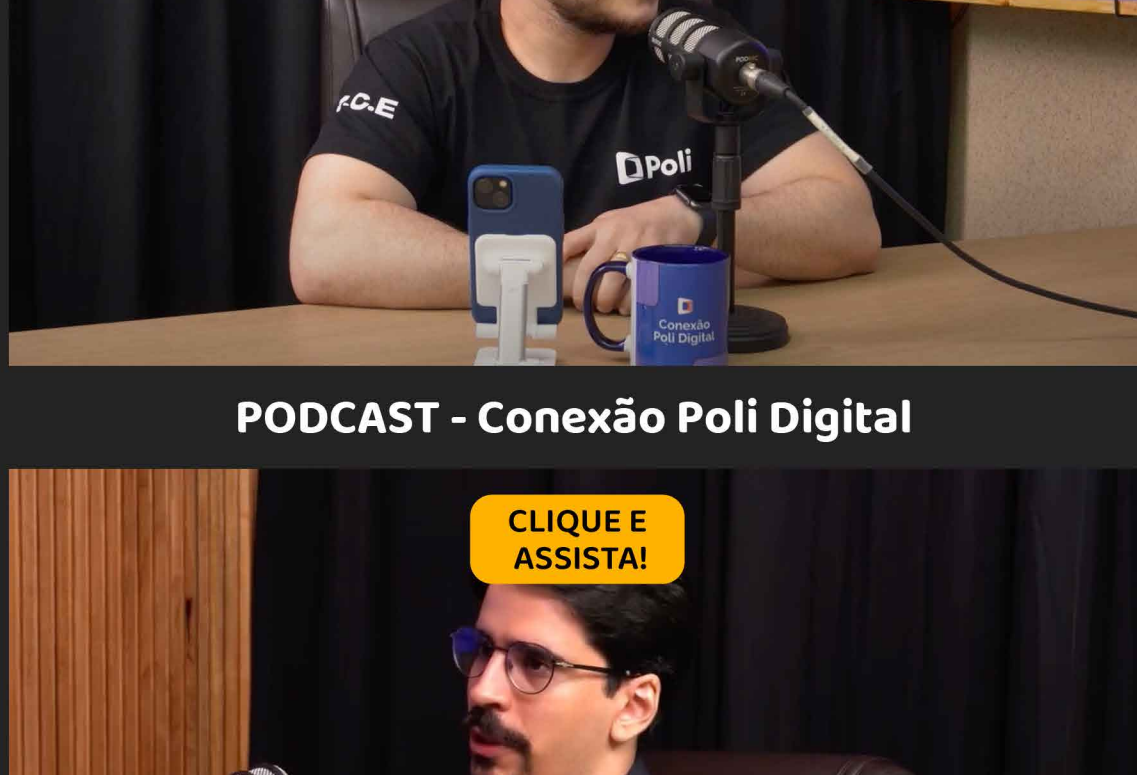 Poli
Conexão
Poli Digital
PODCAST - Conexão Poli Digital
CLIQUE E
ASSISTA!